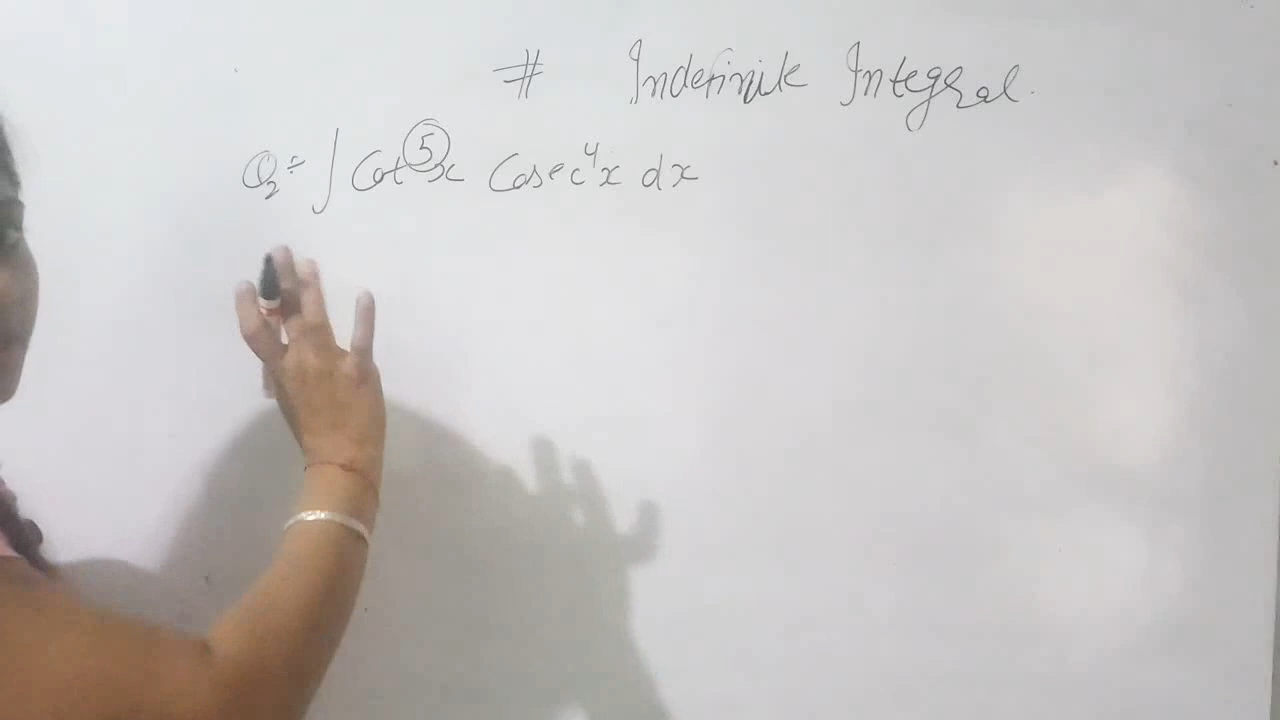 # Indefinite Integral.
Q2÷ ∫ Cot⁵x Cosec⁴x dx